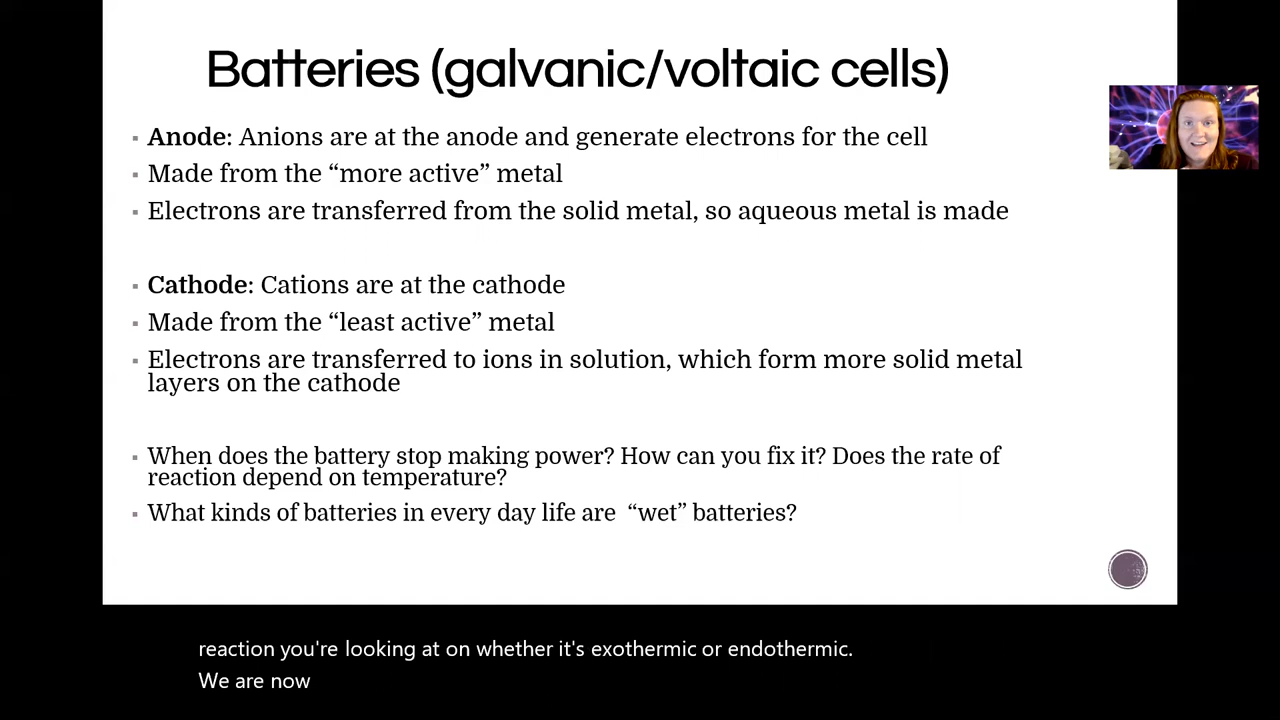 Batteries (galvanic/voltaic cells)
▪ Anode: Anions are at the anode and generate electrons for the cell
▪ Made from the “more active” metal
▪ Electrons are transferred from the solid metal, so aqueous metal is made
▪ Cathode: Cations are at the cathode
▪ Made from the “least active” metal
▪ Electrons are transferred to ions in solution, which form more solid metal
layers on the cathode
▪ When does the battery stop making power? How can you fix it? Does the rate of
reaction depend on temperature?
▪ What kinds of batteries in every day life are “wet” batteries?
reaction you're looking at on whether it's exothermic or endothermic.
We are now